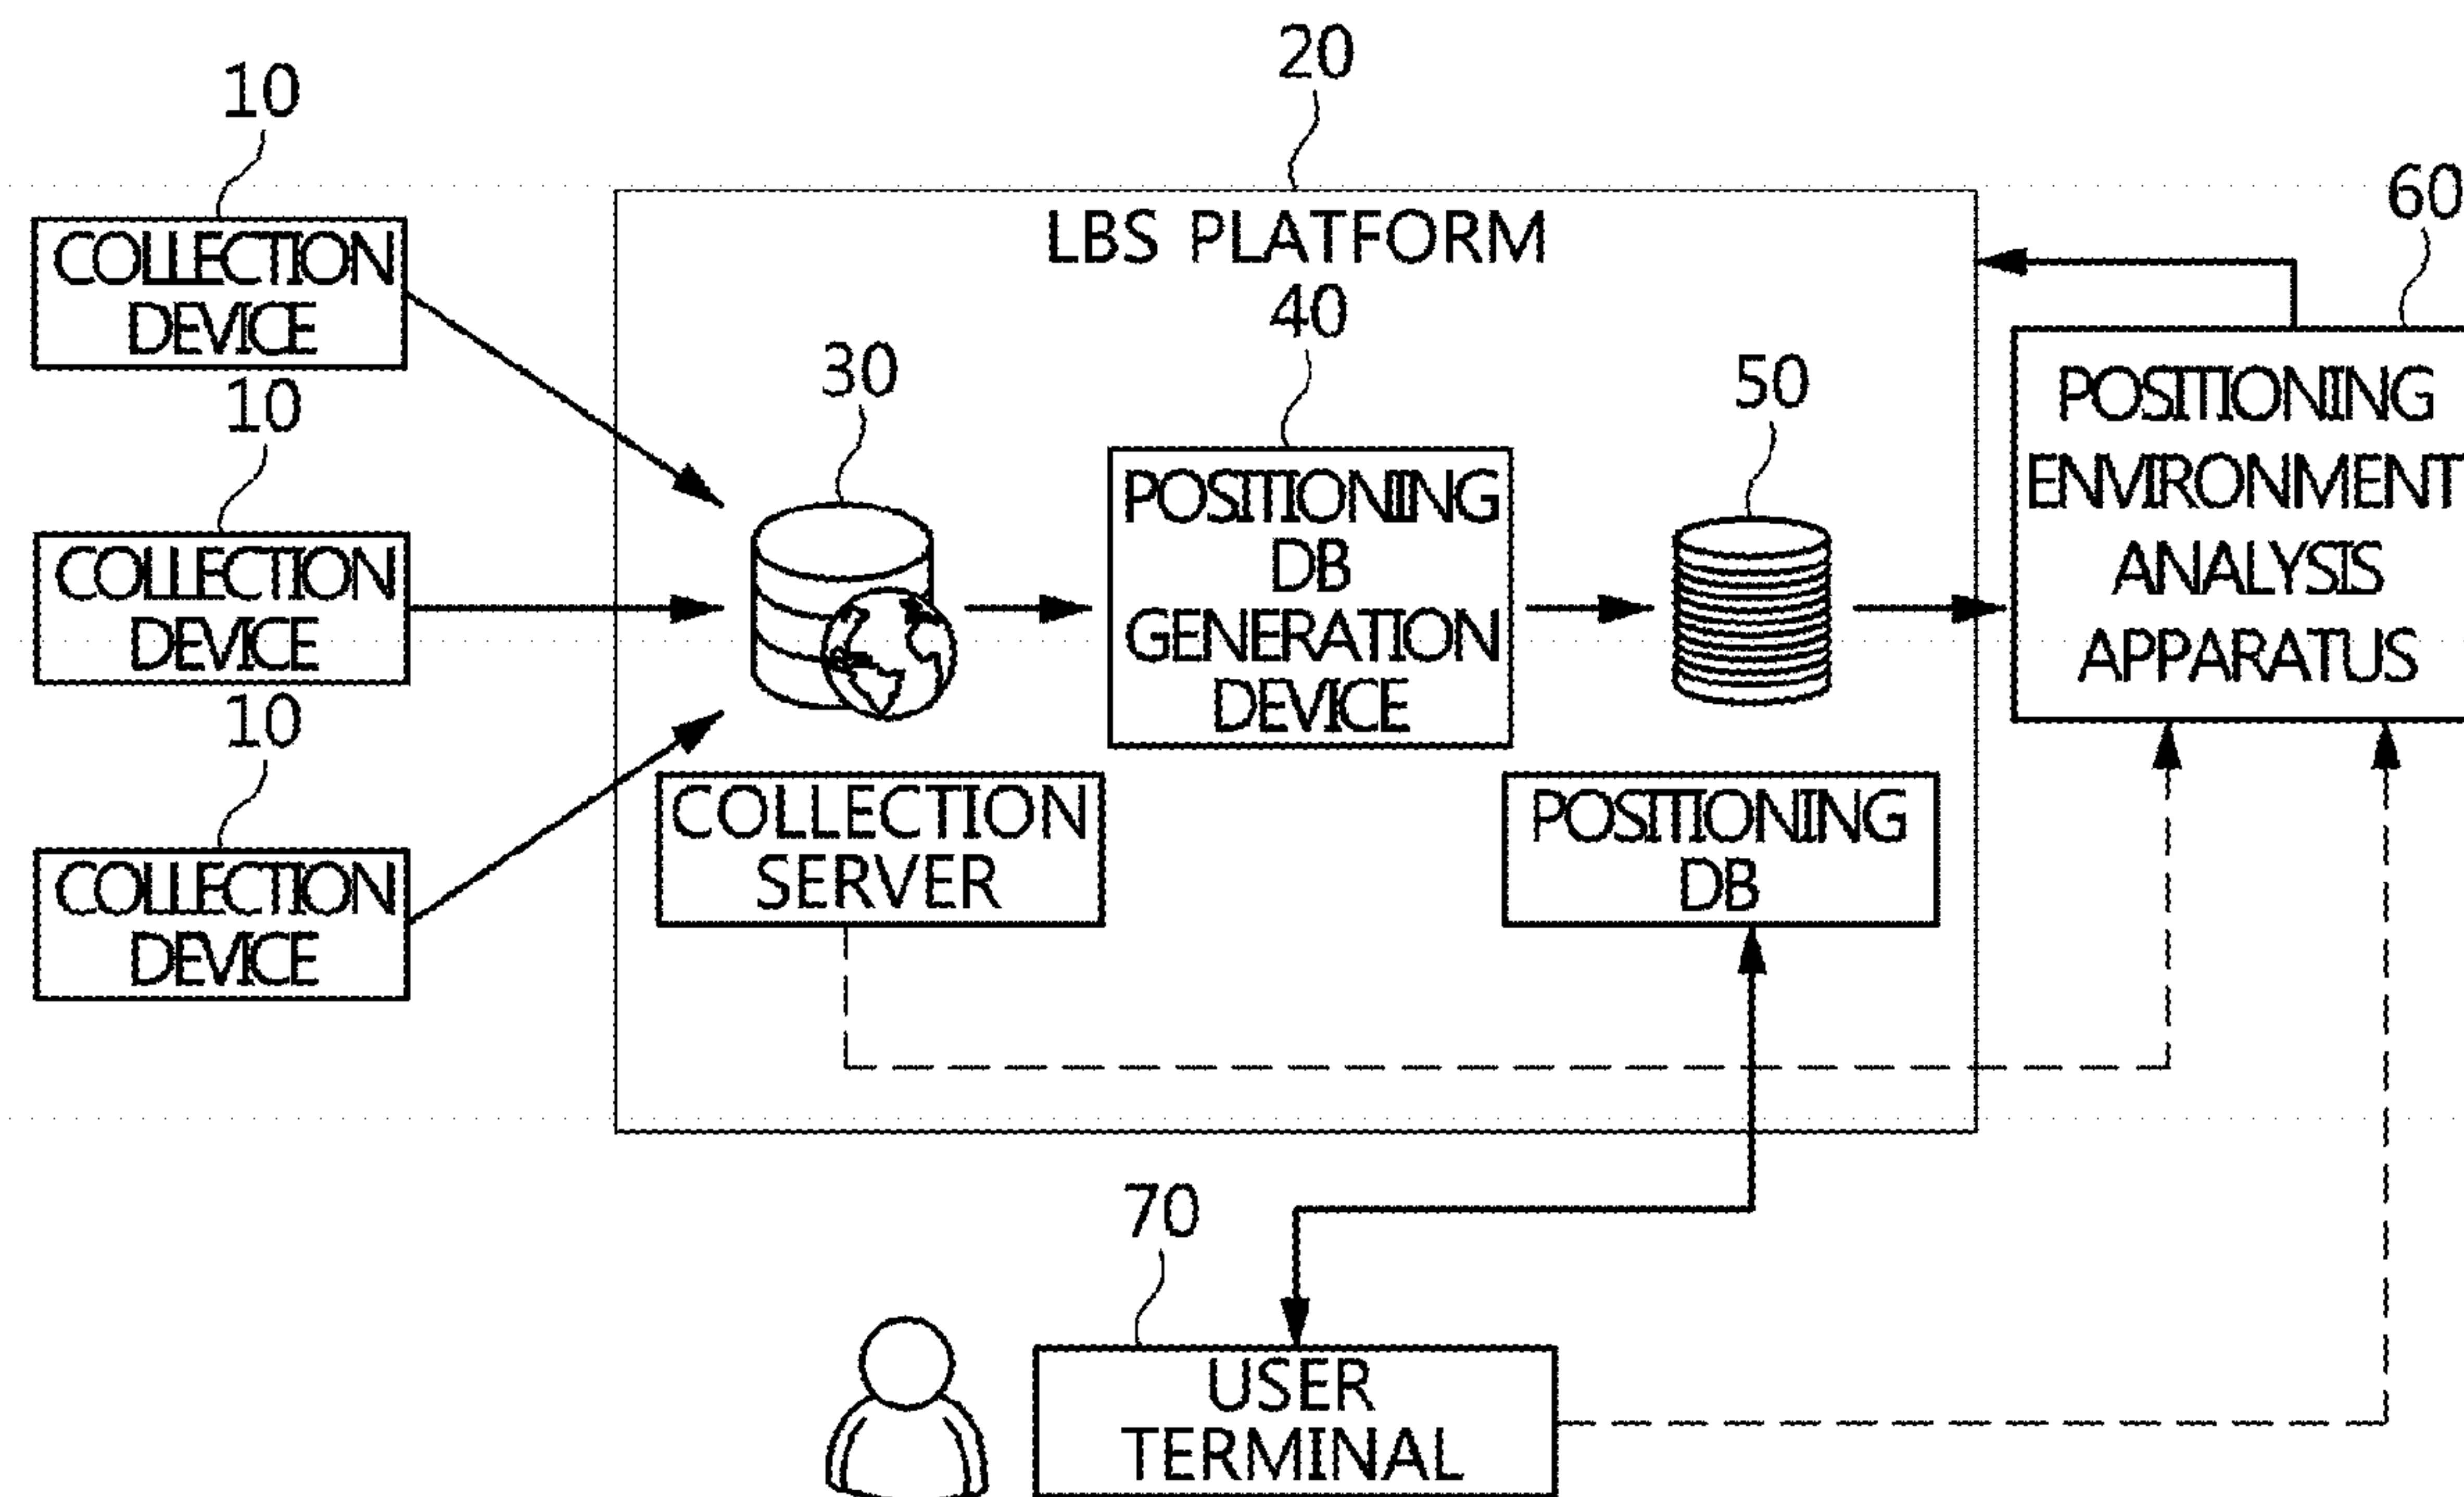 20
10
60
LBS PLATFORM
COLLECTION
DEVICE
40
30
50
10
POSITIONING
ENVIRONMENT
ANALYSIS
APPARATUS
POSITIONING
DB
GENERATION
DEVICE
COLLECTION
DEVICE
10
COLLECTION
SERVER
POSITIONING
DB
COLLECTION
DEVICE
70
USER
TERMINAL